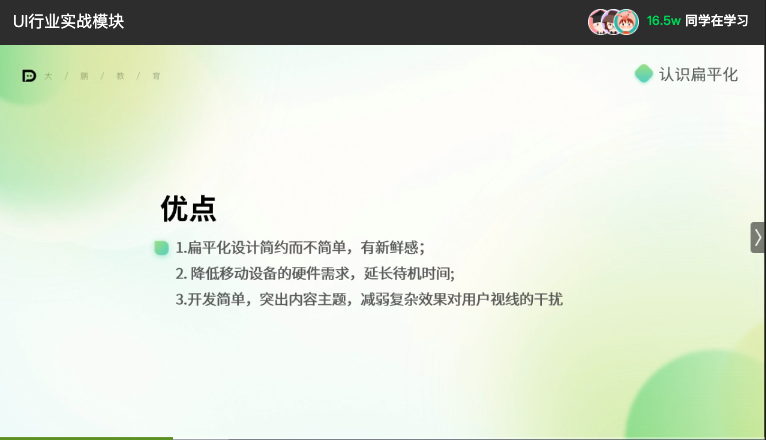 UI行业实战模块
16.5w 同学在学习
大 / 鹏 / 教 / 育
认识扁平化
优点
1.扁平化设计简约而不简单，有新鲜感；
2. 降低移动设备的硬件需求，延长待机时间;
3.开发简单，突出内容主题，减弱复杂效果对用户视线的干扰